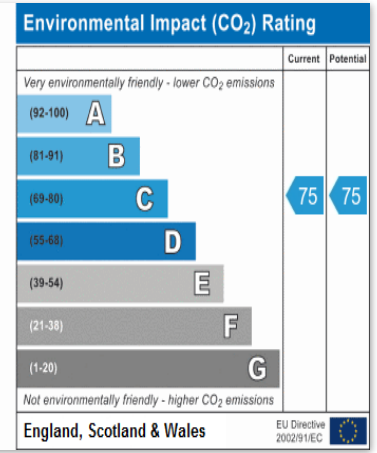 Environmental Impact (CO₂) Rating
Current Potential
Very environmentally friendly - lower CO₂ emissions
(92-100) A
(81-91) B
(69-80) C 75 75
(55-68) D
(39-54) E
(21-38) F
(1-20) G
Not environmentally friendly - higher CO₂ emissions
England, Scotland & Wales
EU Directive
2002/91/EC